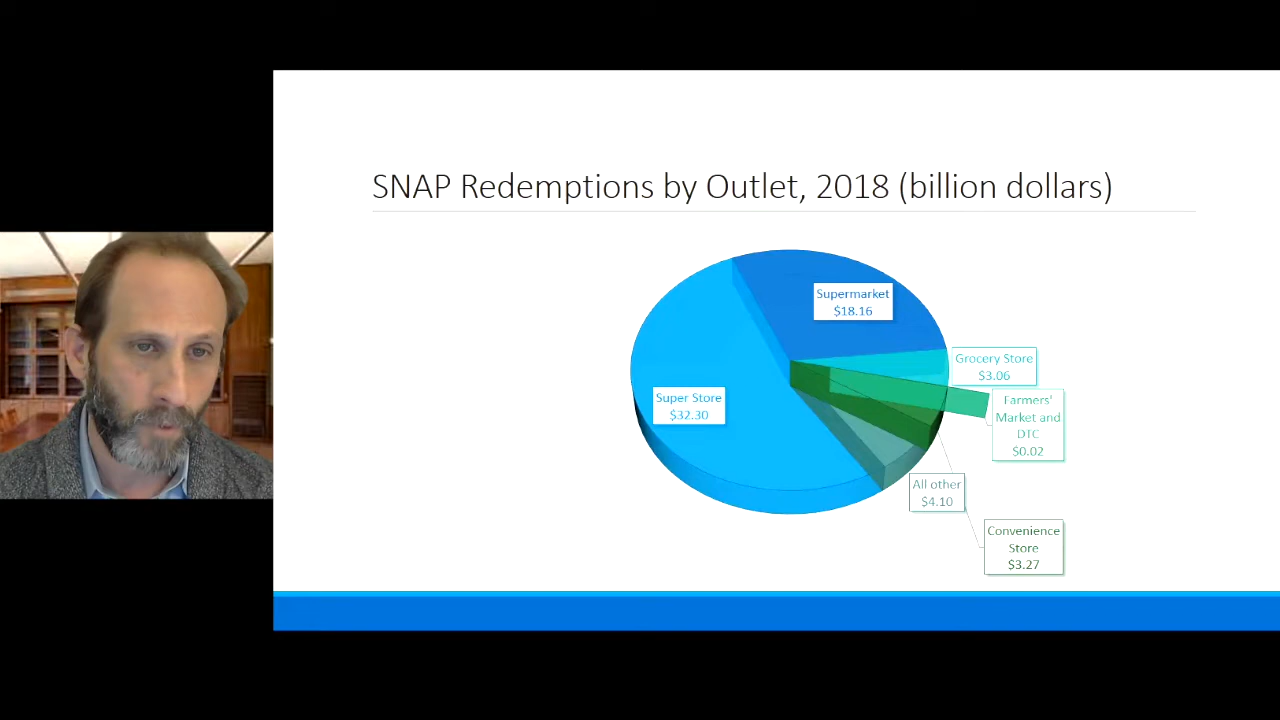 SNAP Redemptions by Outlet, 2018 (billion dollars)
Supermarket
$18.16
Grocery Store
$3.06
Super Store
$32.30
Farmers'
Market and
DTC
$0.02
All other
$4.10
Convenience
Store
$3.27